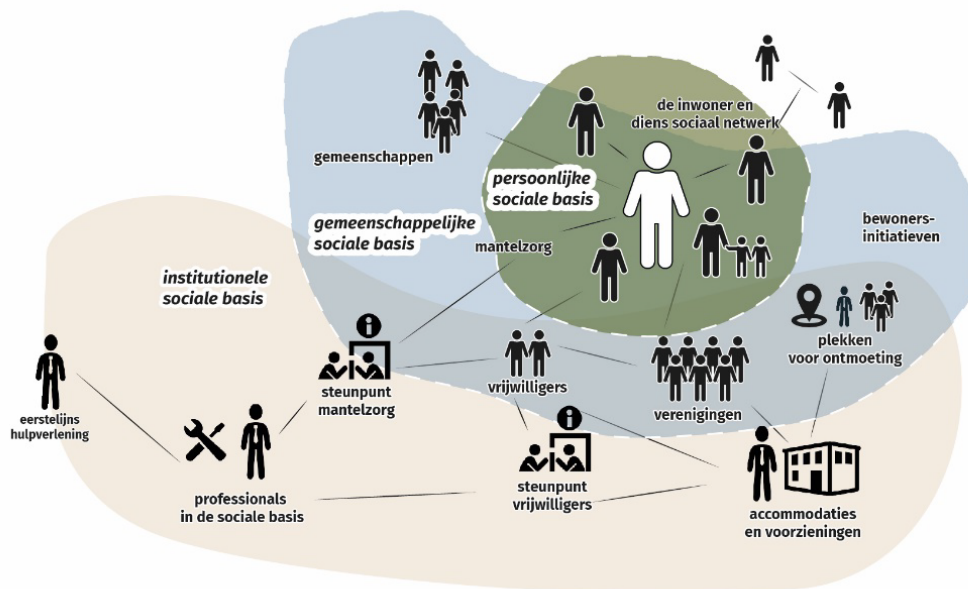 de inwoner en
diens sociaal netwerk
gemeenschappen
persoonlijke
sociale basis
gemeenschappelijke
sociale basis
mantelzorg
bewoners-
initiatieven
institutionele
sociale basis
plekken
voor ontmoeting
steunpunt
mantelzorg
vrijwilligers
verenigingen
eerstelijns
hulpverlening
steunpunt
vrijwilligers
professionals
in de sociale basis
accommodaties
en voorzieningen